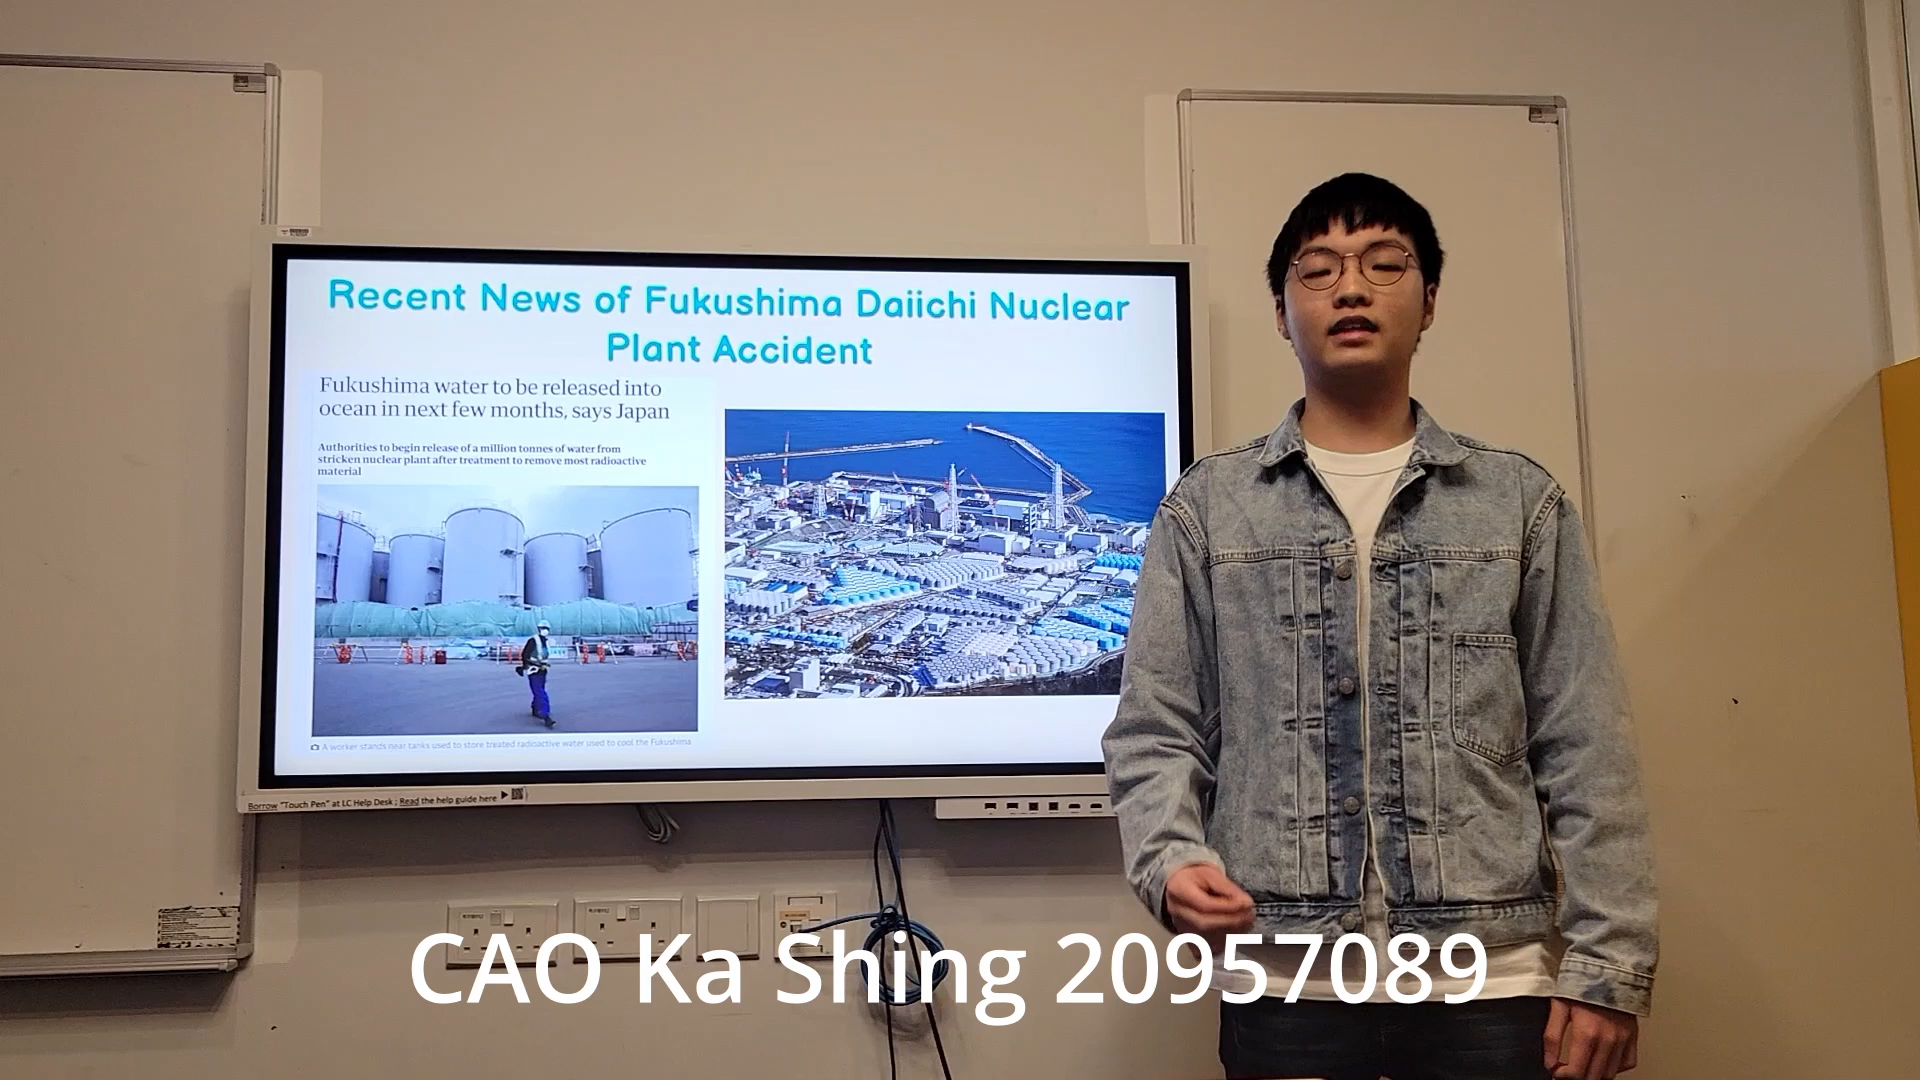 Recent News of Fukushima Daiichi Nuclear
Plant Accident
Fukushima water to be released into
ocean in next few months, says Japan
Authorities to begin release of a million tonnes of water from
stricken nuclear plant after treatment to remove most radioactive
material
A worker stands near tanks used to store treated radioactive water used to cool the Fukushima
Borrow "Touch Pen" at LC Help Desk ; Read the help guide here
CAO Ka Shing 20957089